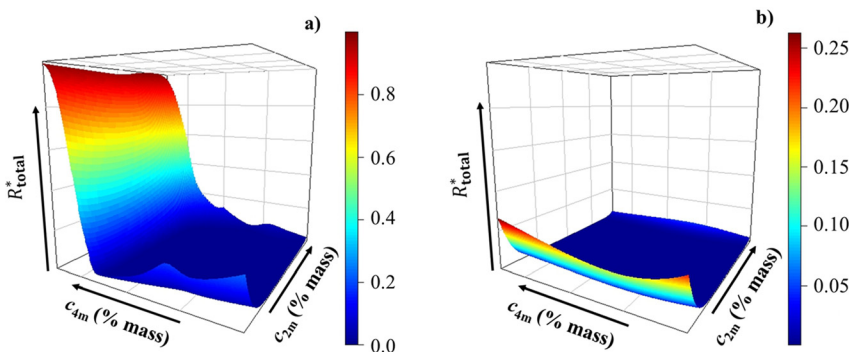 a)
0.8
0.6
0.4
0.2
0.0
R*total
c4m (% mass)
c2m (% mass)
b)
0.25
0.20
0.15
0.10
0.05
R*total
c4m (% mass)
c2m (% mass)